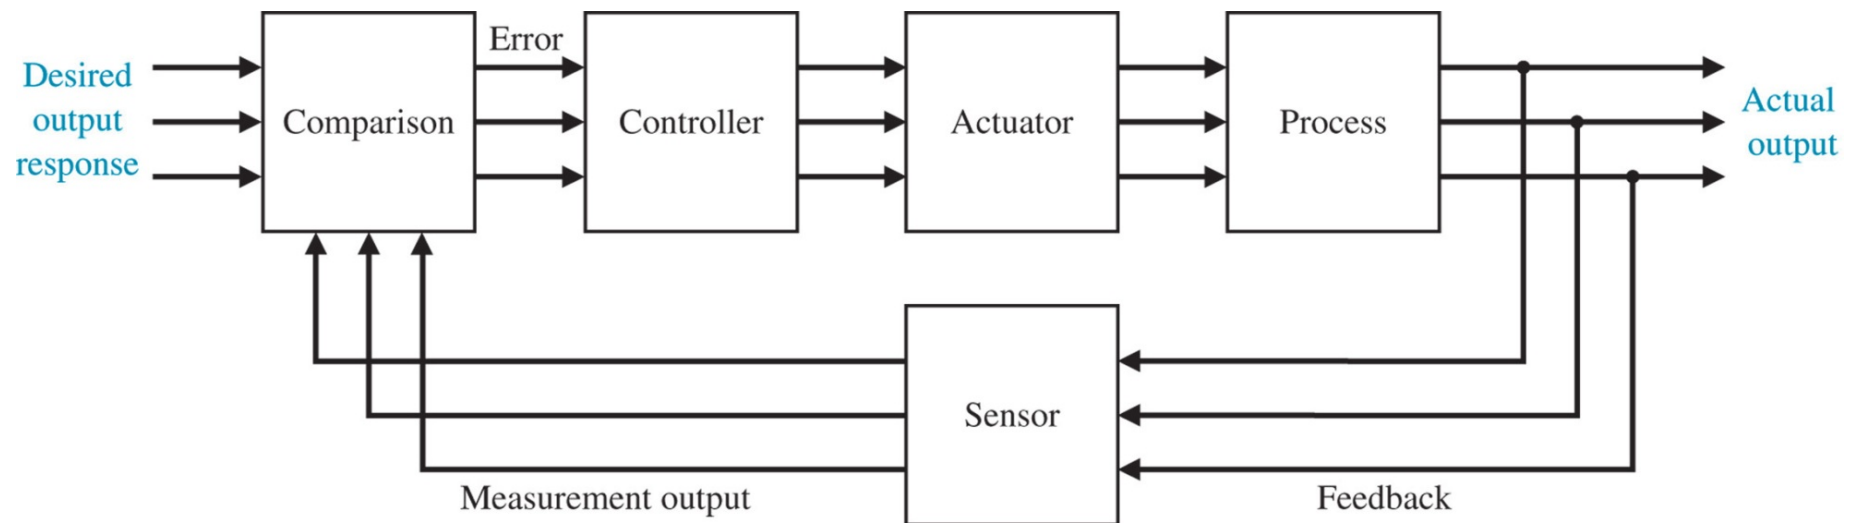 Desired
output
response
Comparison
Error
Controller
Actuator
Process
Actual
output
Sensor
Measurement output
Feedback